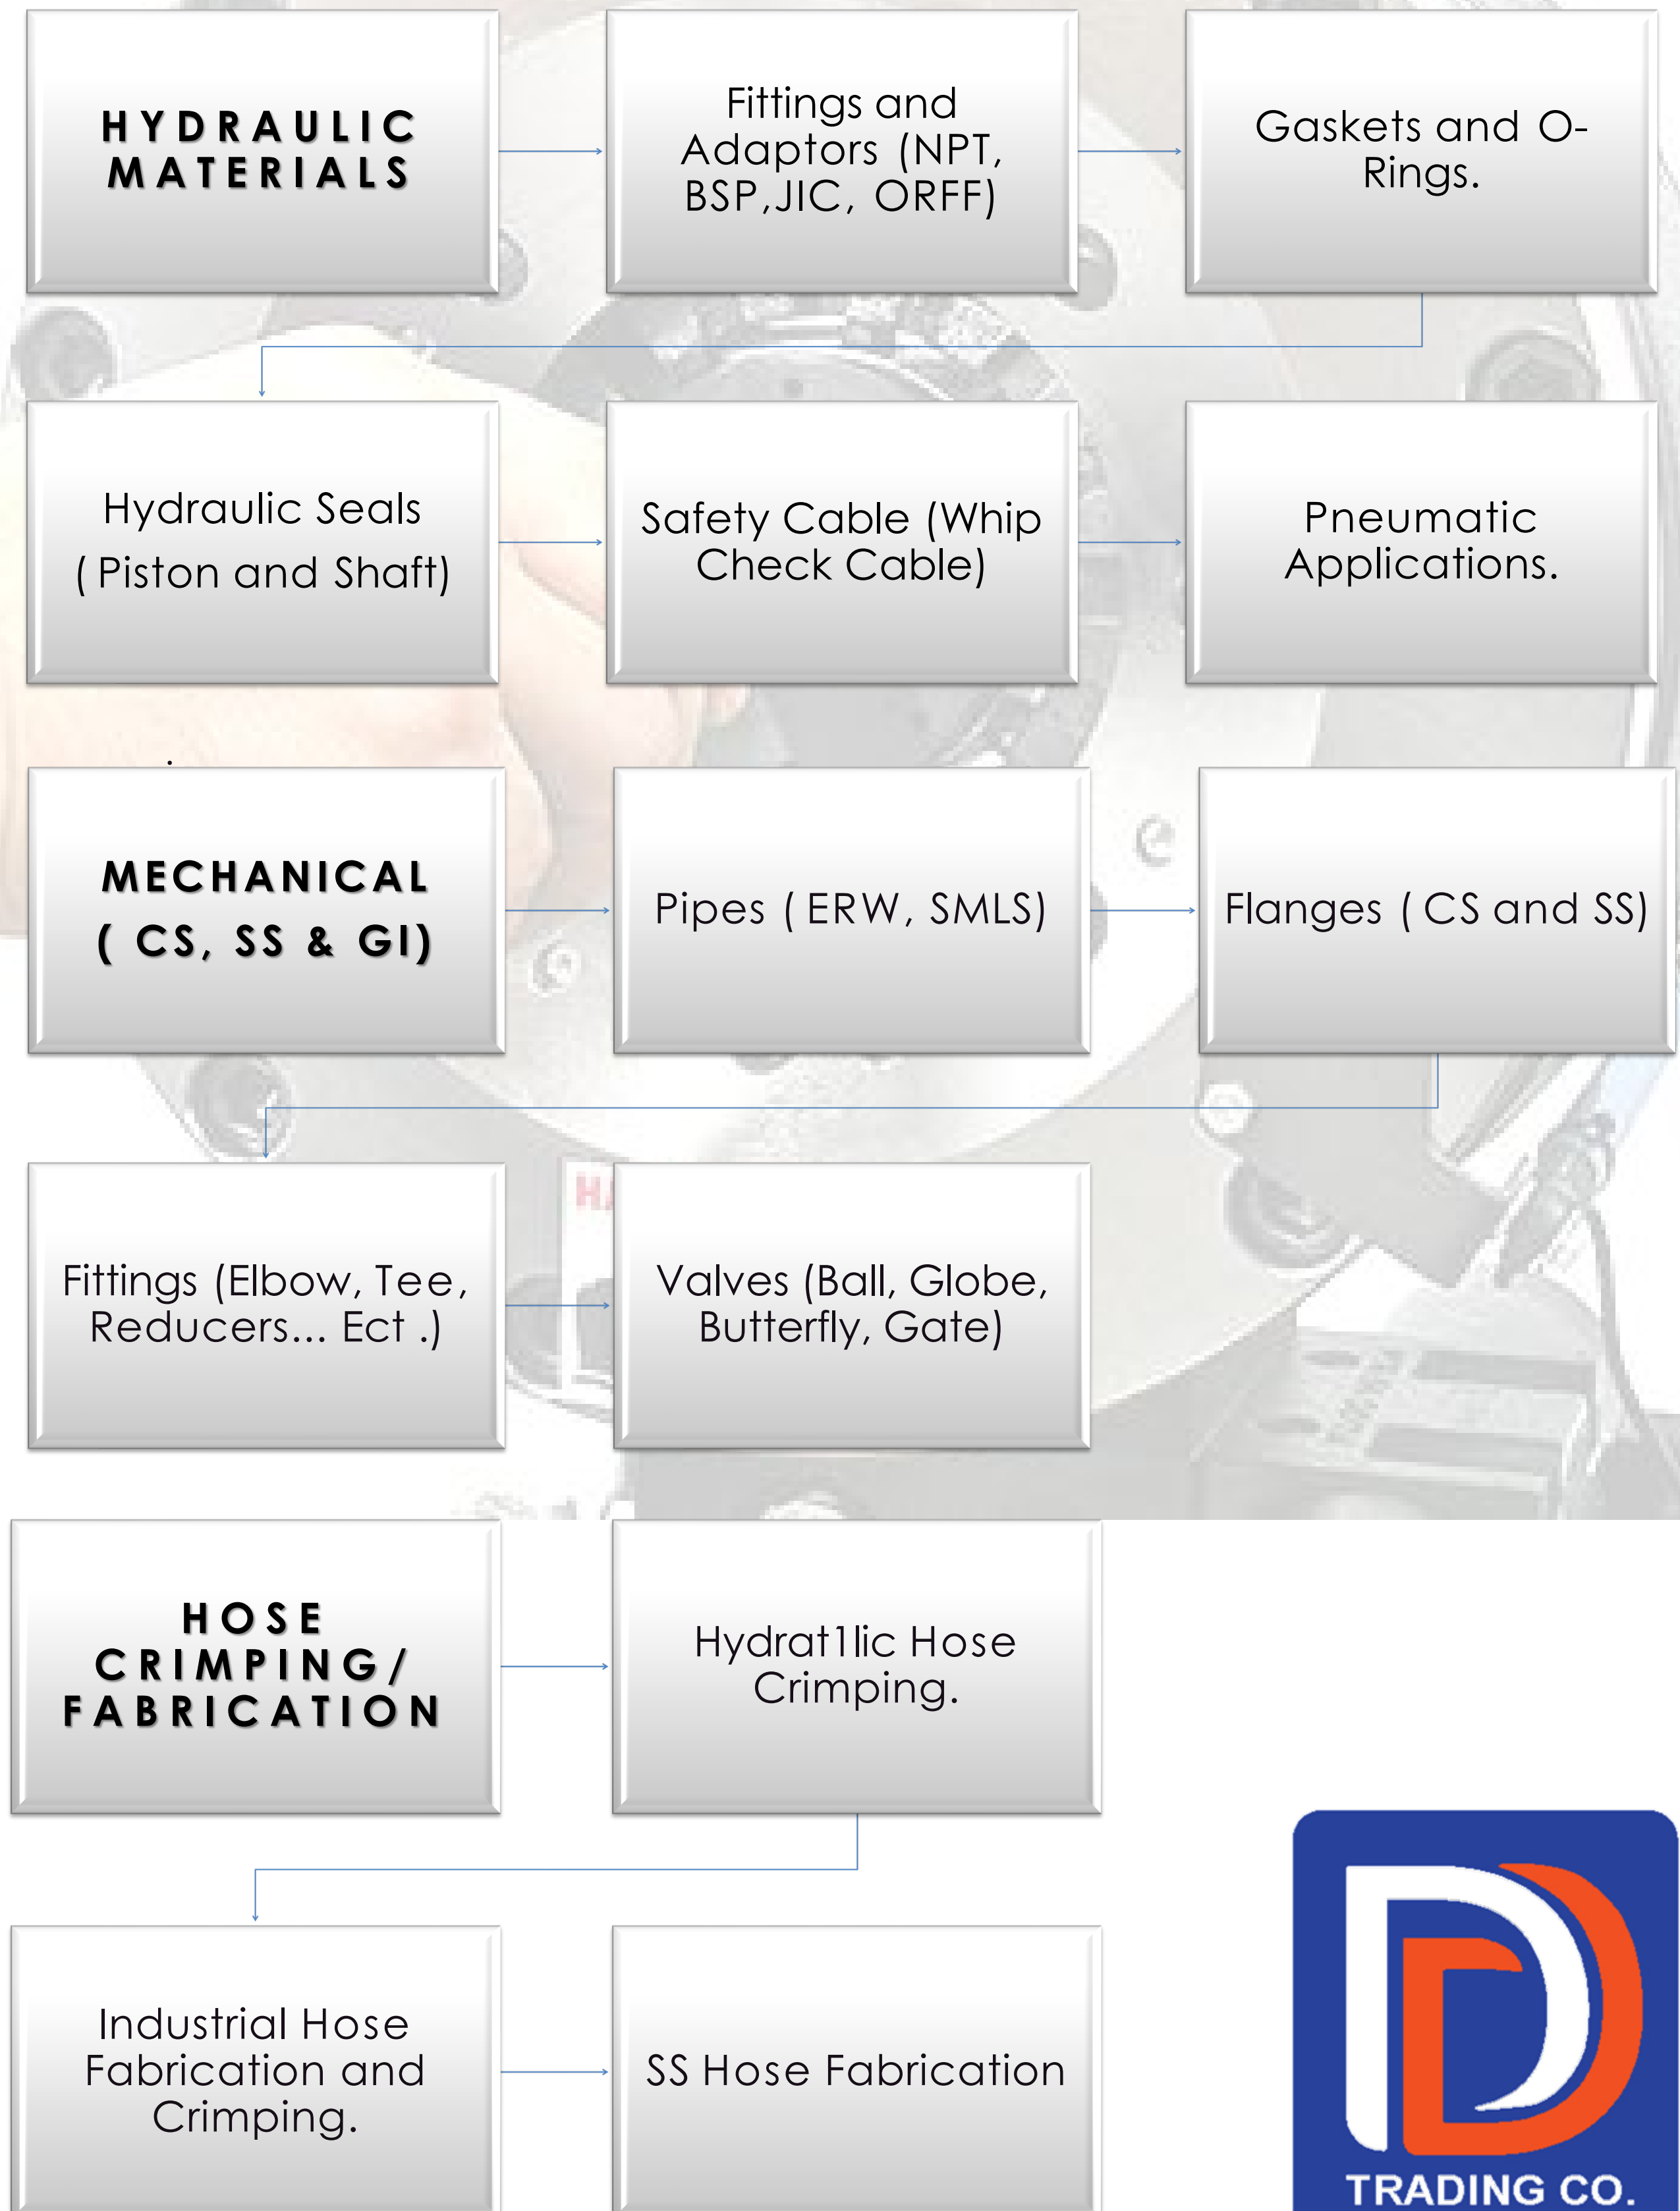 HYDRAULIC
MATERIALS
Fittings and
Adaptors (NPT,
BSP,JIC, ORFF)
Gaskets and O-
Rings.
Hydraulic Seals
( Piston and Shaft)
Safety Cable (Whip
Check Cable)
Pneumatic
Applications.
.
MECHANICAL
( CS, SS & GI)
Pipes ( ERW, SMLS)
Flanges ( CS and SS)
Fittings (Elbow, Tee,
Reducers... Ect .)
Valves (Ball, Globe,
Butterfly, Gate)
HOSE
CRIMPING/
FABRICATION
Hydrat1lic Hose
Crimping.
Industrial Hose
Fabrication and
Crimping.
SS Hose Fabrication
DD
TRADING CO.